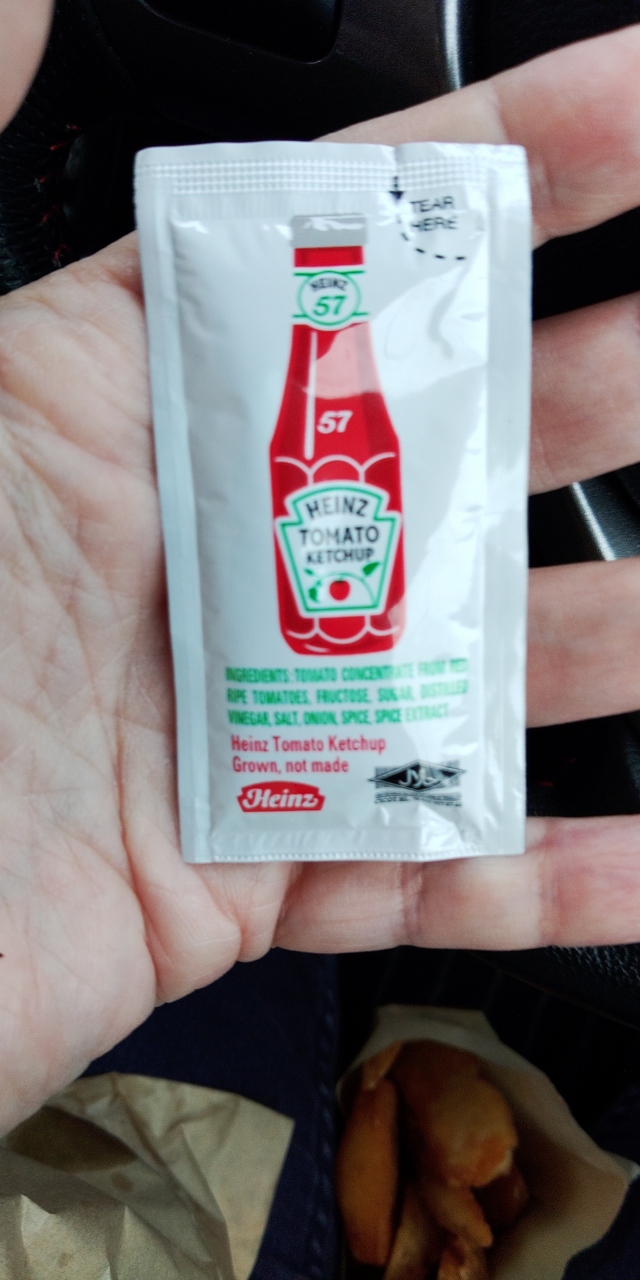 TEAR
HERE
HEINZ
57
57
HEINZ
TOMATO
KETCHUP
INGREDIENTS: TOMATO CONCENTRATE FROM RED
RIPE TOMATOES, FRUCTOSE, SUGAR, DISTILLED
VINEGAR, SALT, ONION, SPICE, SPICE EXTRACT
Heinz Tomato Ketchup
Grown, not made
Heinz